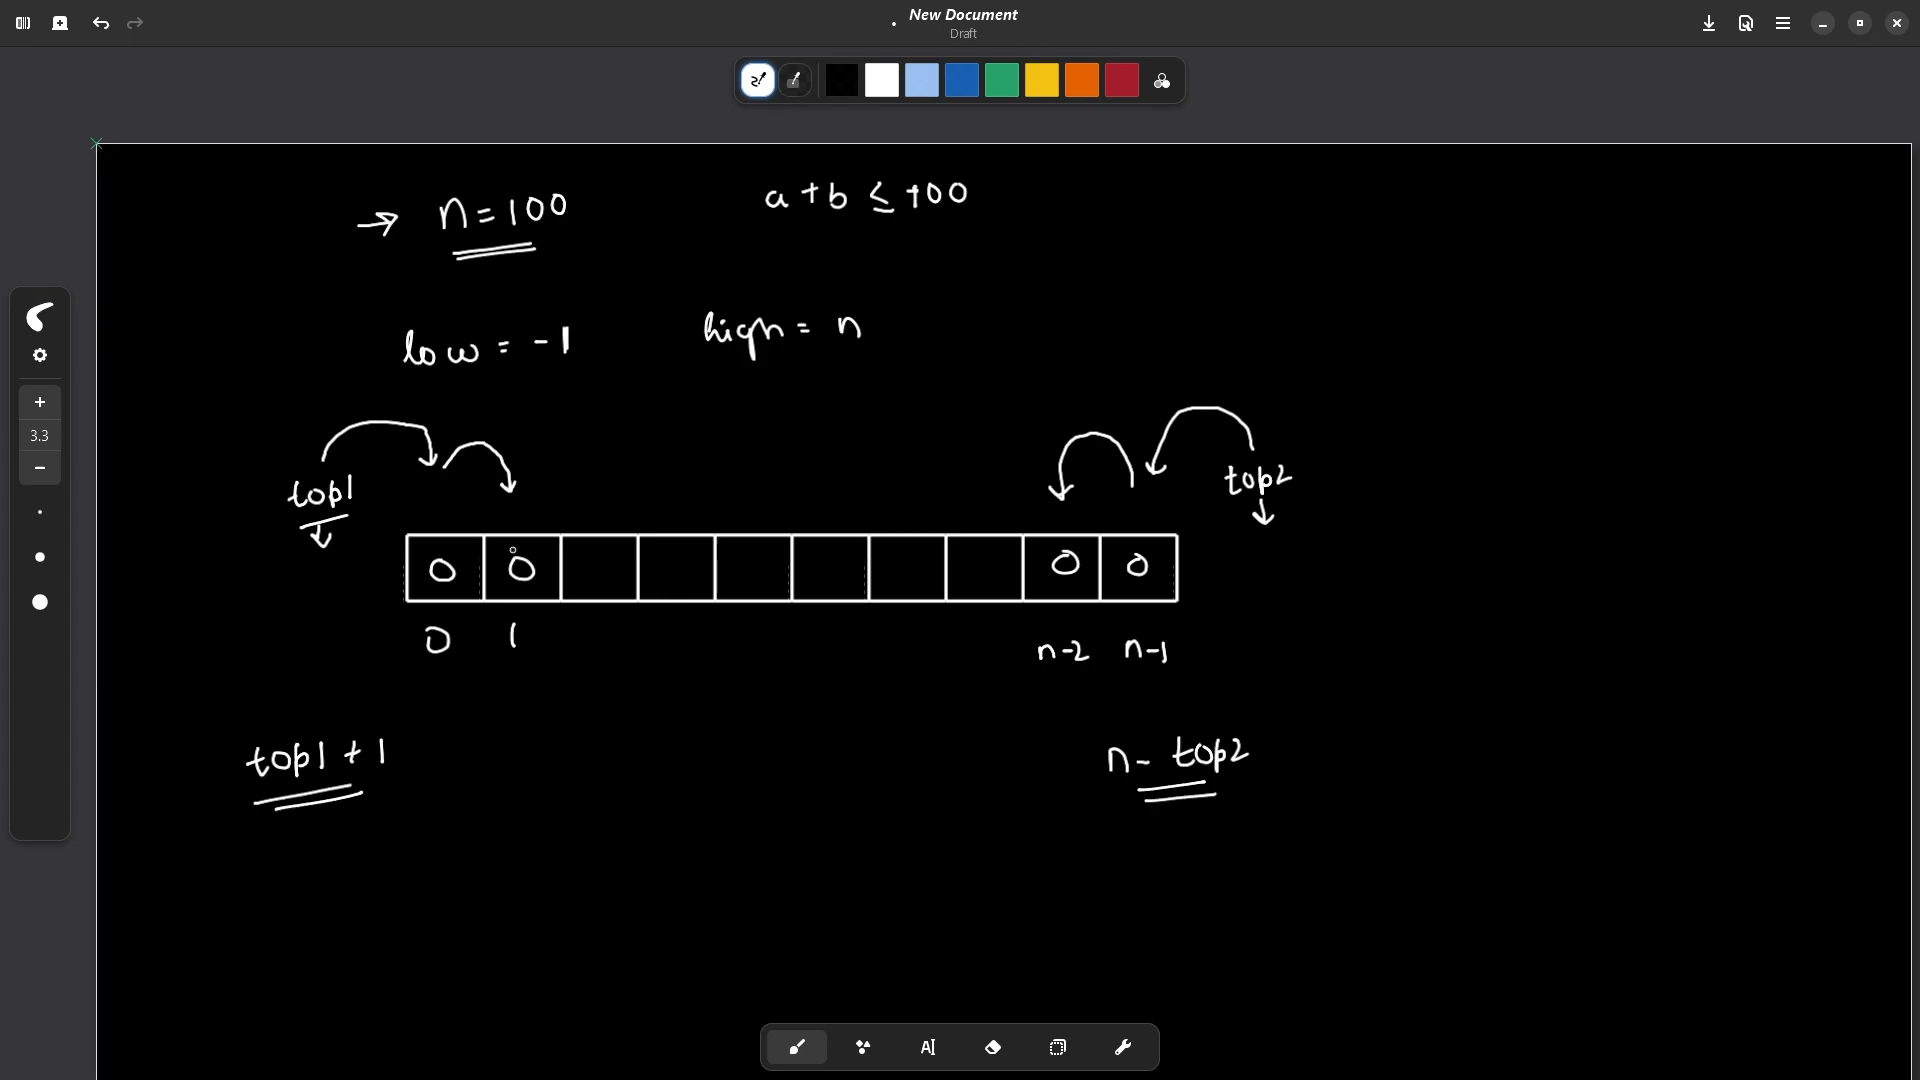 New Document
Draft
→ n=100
a+b ≤ 100
low = -1
high = n
top1
top2
3.3
0 0 0 0
0 1 n-2 n-1
top1 + 1
n - top2